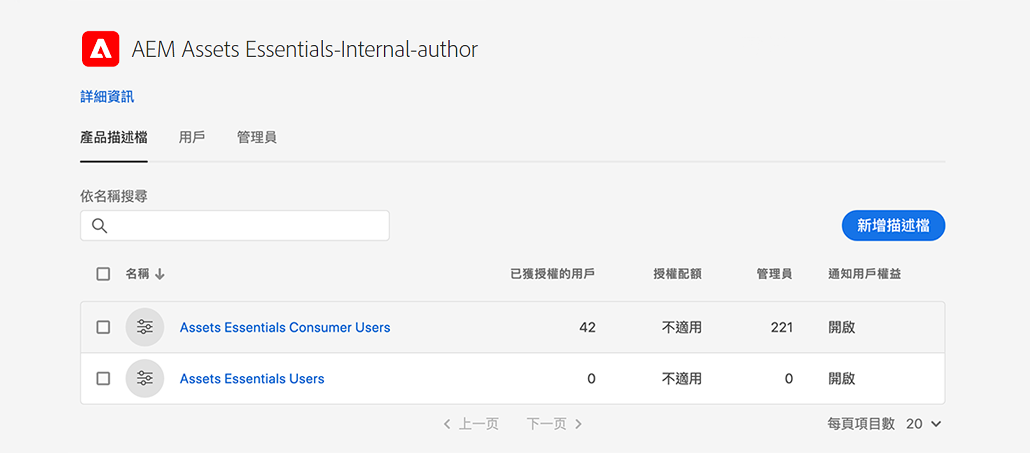 AEM Assets Essentials-Internal-author
詳細資訊
產品描述檔 用戶 管理員
依名稱搜尋
新增描述檔
名稱 已獲授權的用戶 授權配額 管理員 通知用戶權益
Assets Essentials Consumer Users 42 不適用 221 開啟
Assets Essentials Users 0 不適用 0 開啟
上一页 下一页 每頁項目數 20